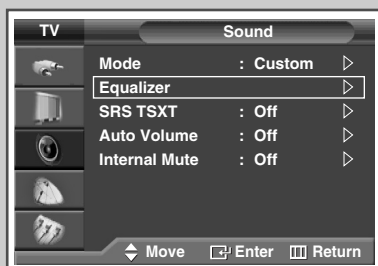 TV Sound
Mode : Custom
Equalizer
SRS TSXT : Off
Auto Volume : Off
Internal Mute : Off
Move Enter Return